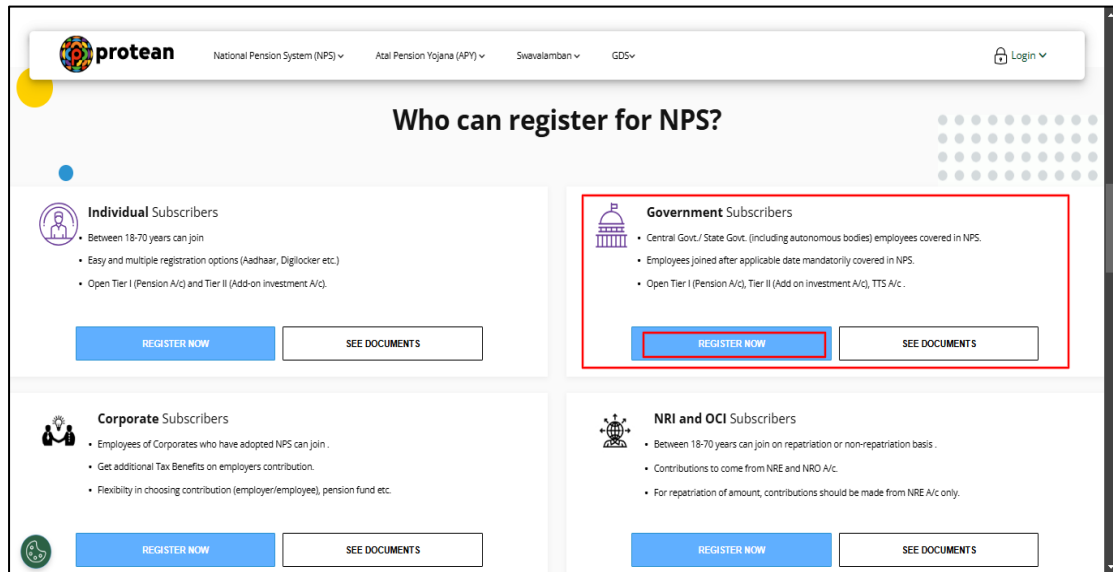 protean
National Pension System (NPS)
Atal Pension Yojana (APY)
Swavalamban
GDS
Login
Who can register for NPS?
Individual Subscribers
Between 18-70 years can join
Easy and multiple registration options (Aadhaar, Digilocker etc.)
Open Tier I (Pension A/c) and Tier II (Add-on investment A/c).
REGISTER NOW
SEE DOCUMENTS
Government Subscribers
Central Govt./ State Govt. (including autonomous bodies) employees covered in NPS.
Employees joined after applicable date mandatorily covered in NPS.
Open Tier I (Pension A/c), Tier II (Add on investment A/c), TTS A/c .
REGISTER NOW
SEE DOCUMENTS
Corporate Subscribers
Employees of Corporates who have adopted NPS can join .
Get additional Tax Benefits on employers contribution.
Flexibilty in choosing contribution (employer/employee), pension fund etc.
REGISTER NOW
SEE DOCUMENTS
NRI and OCI Subscribers
Between 18-70 years can join on repatriation or non-repatriation basis .
Contributions to come from NRE and NRO A/c.
For repatriation of amount, contributions should be made from NRE A/c only.
REGISTER NOW
SEE DOCUMENTS